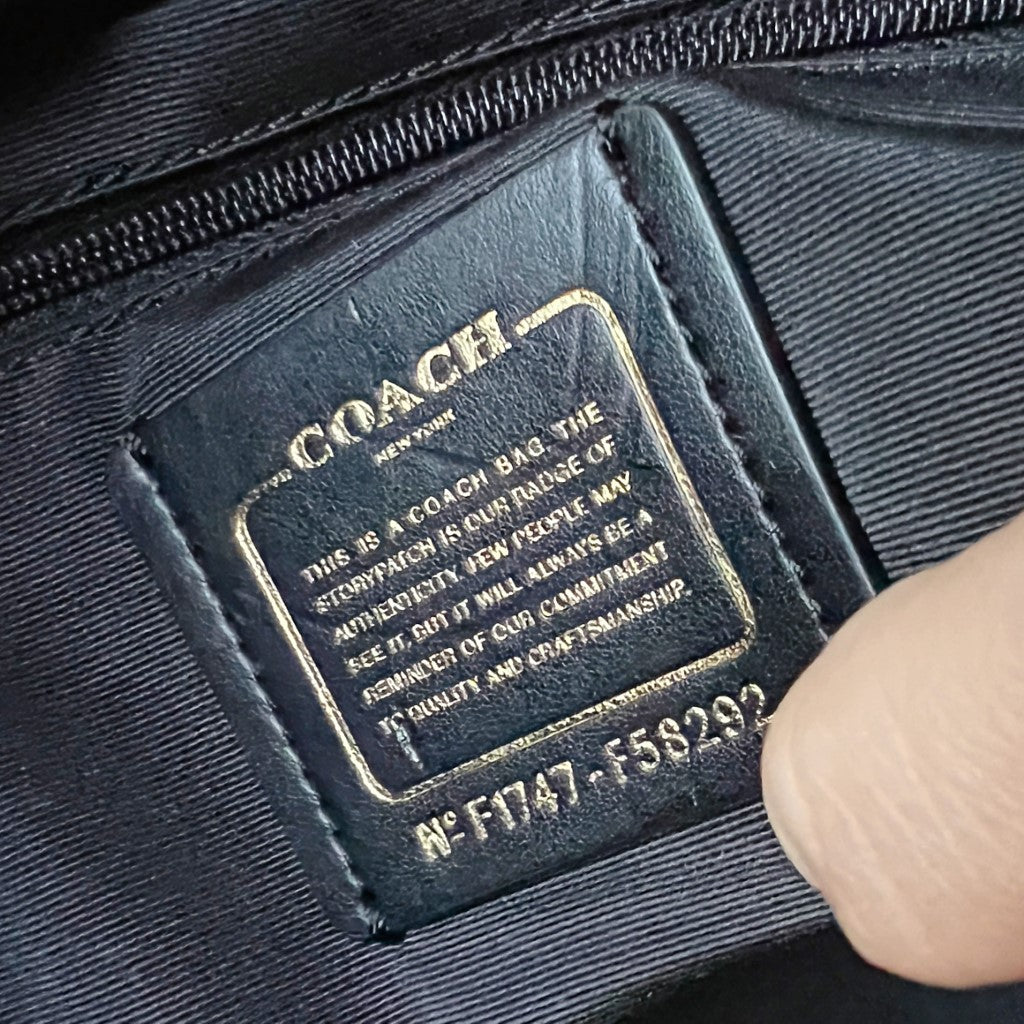 COACH
NEW YORK
THIS IS A COACH BAG. THE
STORYPATCH IS OUR BADGE OF
AUTHENTICITY. FEW PEOPLE MAY
SEE IT, BUT IT WILL ALWAYS BE A
REMINDER OF OUR COMMITMENT
TO QUALITY AND CRAFTSMANSHIP.
Nº F1747-F58292